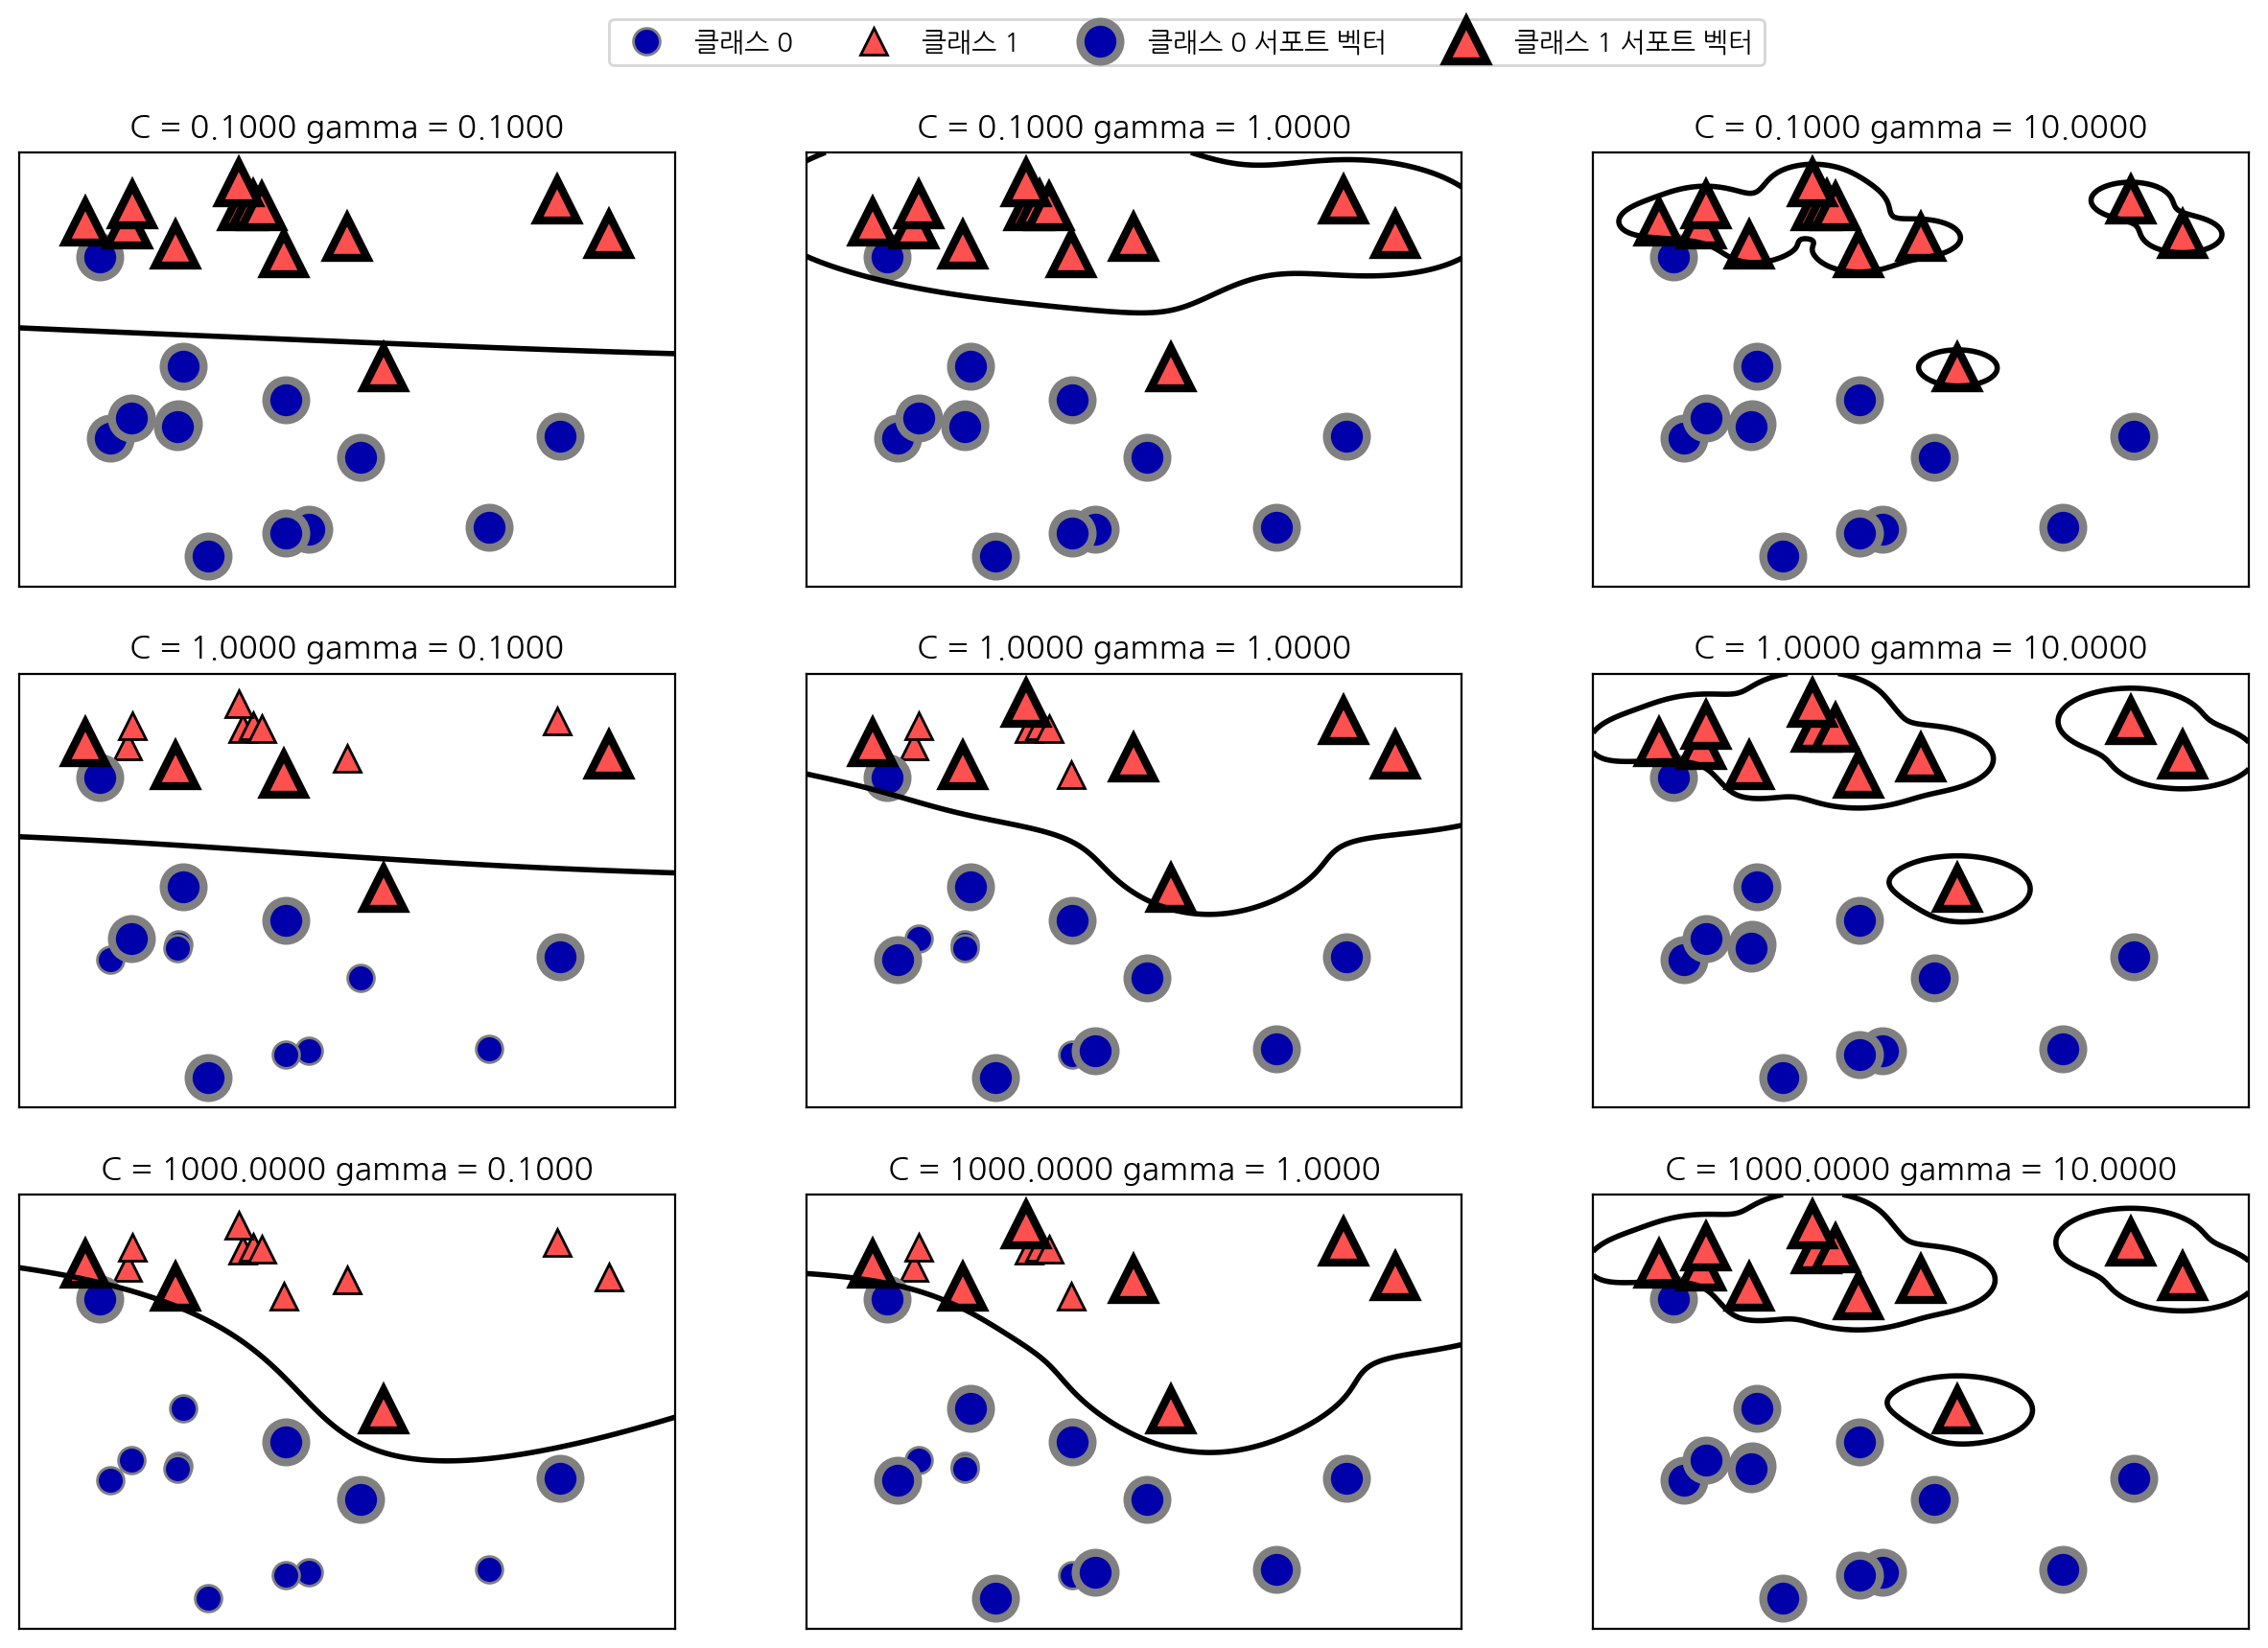 클래스 0 클래스 1 클래스 0 서포트 벡터 클래스 1 서포트 벡터
C = 0.1000 gamma = 0.1000
C = 0.1000 gamma = 1.0000
C = 0.1000 gamma = 10.0000
C = 1.0000 gamma = 0.1000
C = 1.0000 gamma = 1.0000
C = 1.0000 gamma = 10.0000
C = 1000.0000 gamma = 0.1000
C = 1000.0000 gamma = 1.0000
C = 1000.0000 gamma = 10.0000